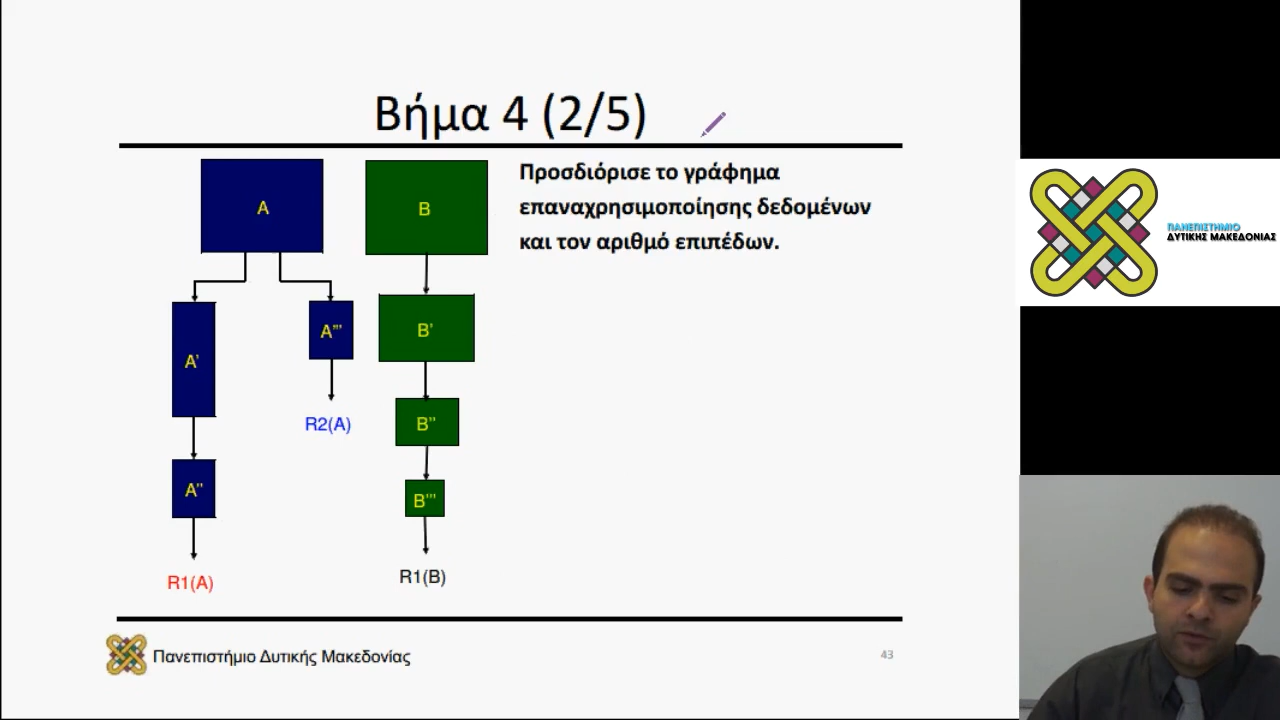 Βήμα 4 (2/5)
A
B
Προσδιόρισε το γράφημα
επαναχρησιμοποίησης δεδομένων
και τον αριθμό επιπέδων.
A'
A'''
B'
R2(A)
B''
A''
B'''
R1(A)
R1(B)
Πανεπιστήμιο Δυτικής Μακεδονίας
43
ΠΑΝΕΠΙΣΤΗΜΙΟ
ΔΥΤΙΚΗΣ ΜΑΚΕΔΟΝΙΑΣ